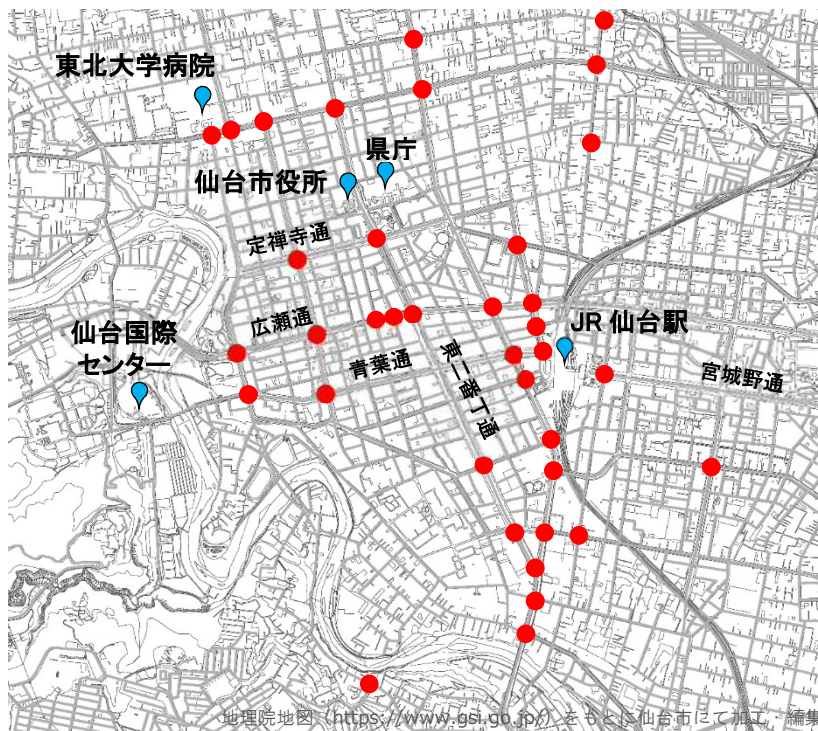 東北大学病院
県庁
仙台市役所
定禅寺通
仙台国際
センター
広瀬通
JR 仙台駅
青葉通
東二番丁通
宮城野通
地理院地図（https://www.gsi.go.jp/）をもとに仙台市にて加工、編集